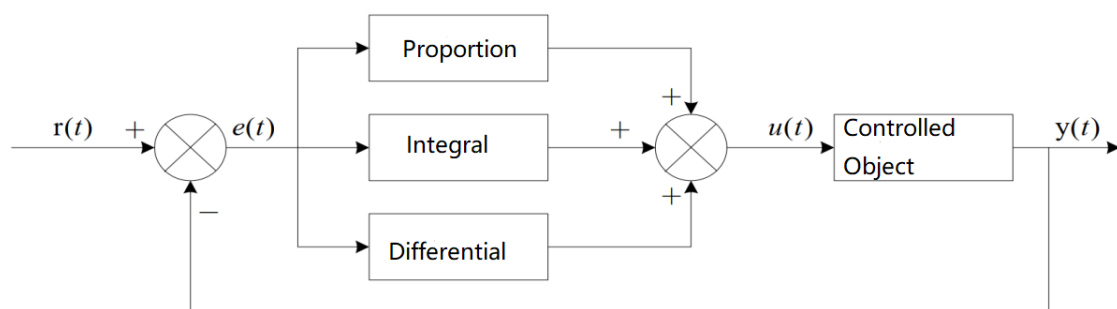 Proportion
+
r(t)
+
e(t)
Integral
+
u(t)
Controlled
Object
y(t)
−
+
Differential